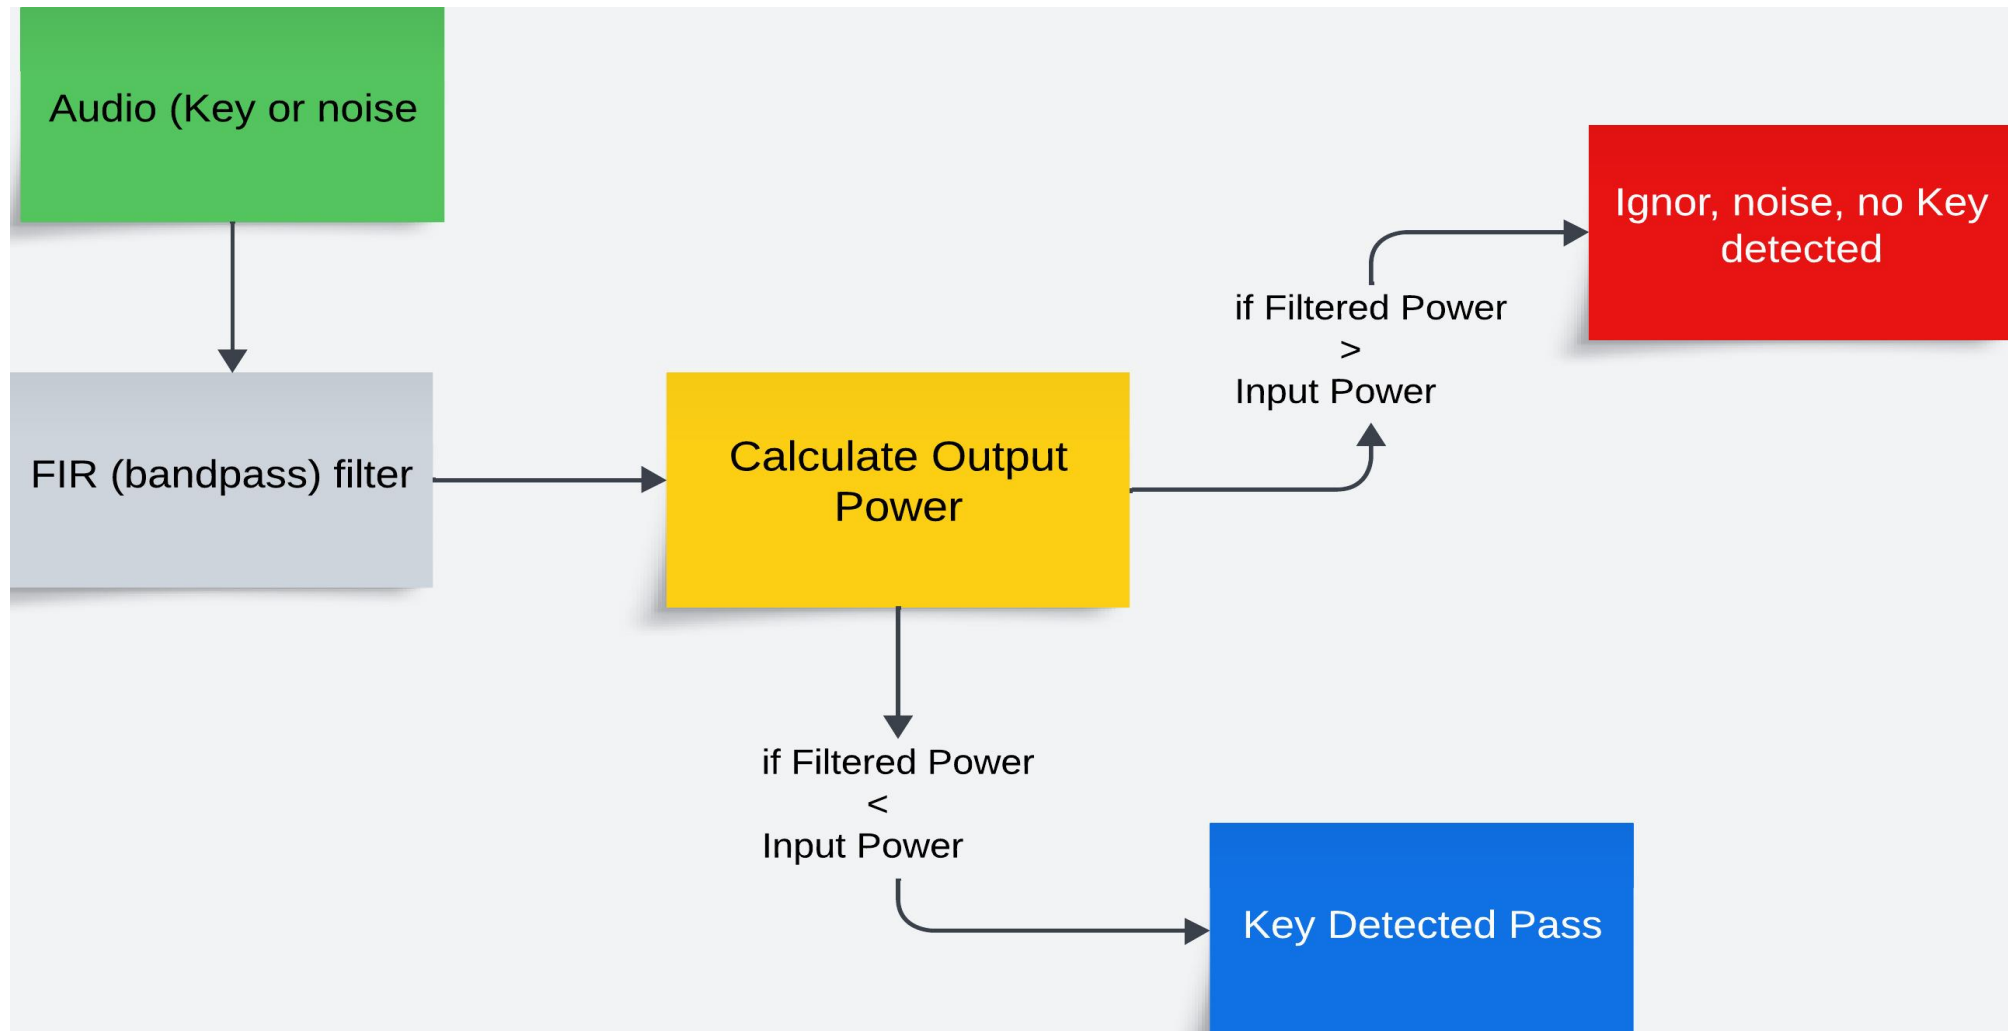 Audio (Key or noise
FIR (bandpass) filter
Calculate Output
Power
if Filtered Power
>
Input Power
Ignor, noise, no Key
detected
if Filtered Power
<
Input Power
Key Detected Pass